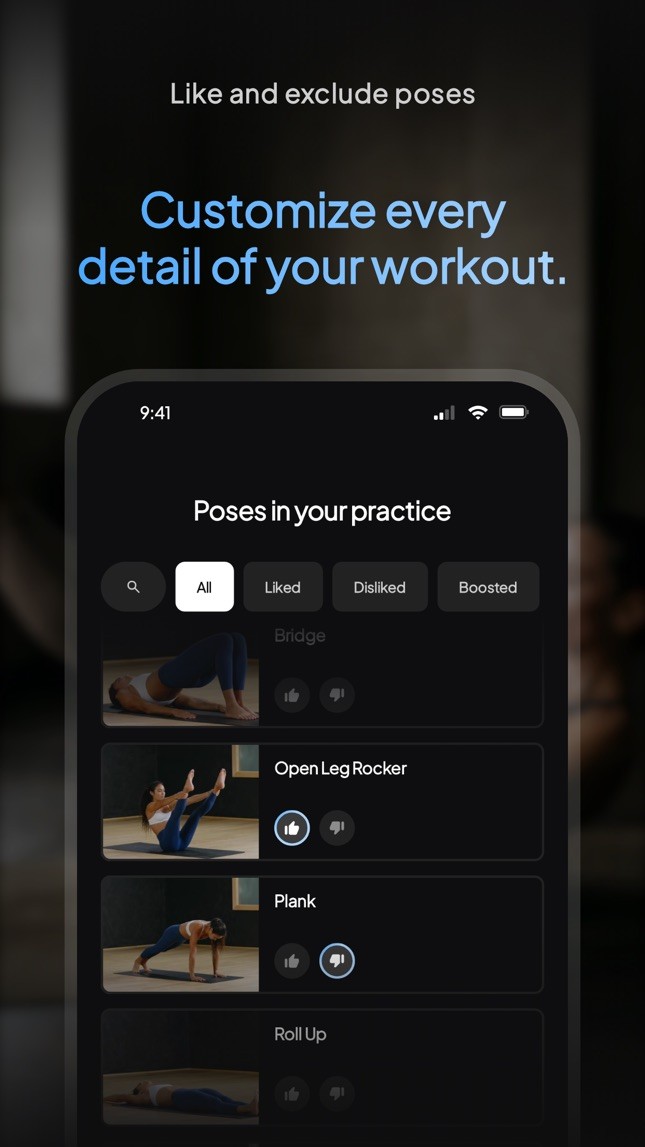 Like and exclude poses
Customize every
detail of your workout.
9:41
Poses in your practice
All
Liked
Disliked
Boosted
Bridge
Open Leg Rocker
Plank
Roll Up